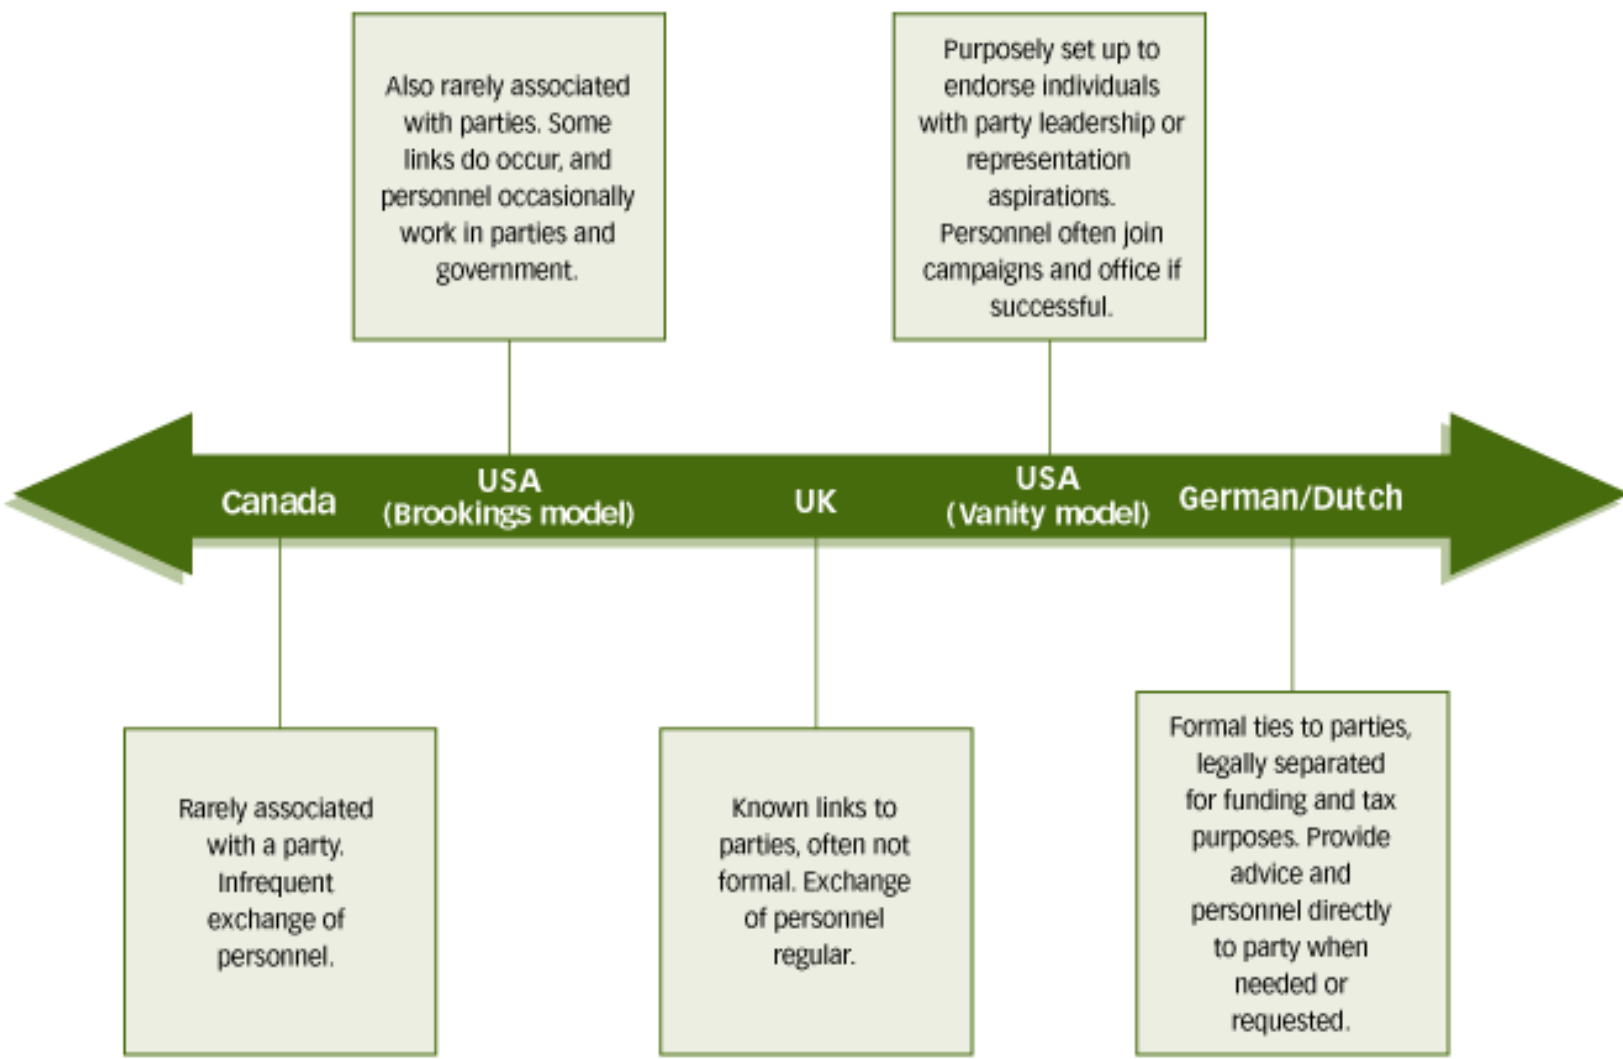 Also rarely associated
with parties. Some
links do occur, and
personnel occasionally
work in parties and
government.
Purposely set up to
endorse individuals
with party leadership or
representation
aspirations.
Personnel often join
campaigns and office if
successful.
Canada
USA
(Brookings model)
UK
USA
(Vanity model)
German/Dutch
Rarely associated
with a party.
Infrequent
exchange of
personnel.
Known links to
parties, often not
formal. Exchange
of personnel
regular.
Formal ties to parties,
legally separated
for funding and tax
purposes. Provide
advice and
personnel directly
to party when
needed or
requested.